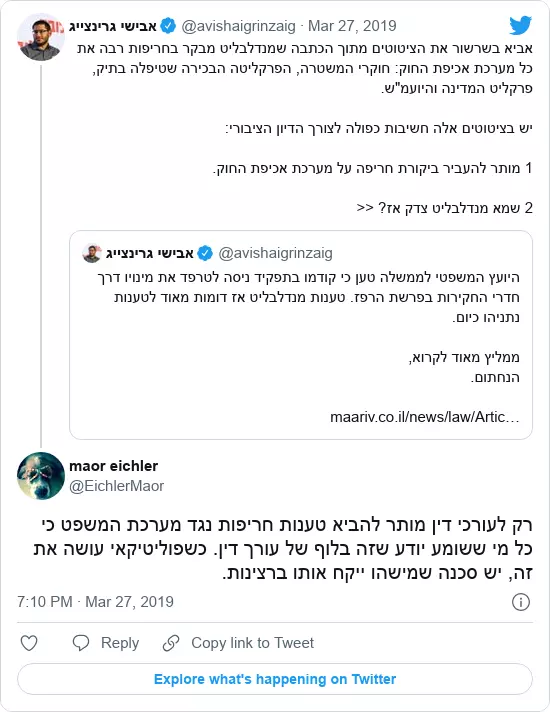 אבישי גרינצייג @avishaigrinzaig · Mar 27, 2019
אביא בשרשור את הציטוטים מתוך הכתבה שמנדלבליט מבקר בחריפות רבה את
כל מערכת אכיפת החוק: חוקרי המשטרה, הפרקליטה הבכירה שטיפלה בתיק,
פרקליט המדינה והיועמ"ש.
יש בציטוטים אלה חשיבות כפולה לצורך הדיון הציבורי:
1 מותר להעביר ביקורת חריפה על מערכת אכיפת החוק.
2 שמא מנדלבליט צדק אז? >>
אבישי גרינצייג @avishaigrinzaig
היועץ המשפטי לממשלה טען כי קודמו בתפקיד ניסה לטרפד את מינויו דרך
חדרי החקירות בפרשת הרפז. טענות מנדלבליט אז דומות מאוד לטענות
נתניהו כיום.
ממליץ מאוד לקרוא,
הנחתום.
maariv.co.il/news/law/Artic…
maor eichler
@EichlerMaor
רק לעורכי דין מותר להביא טענות חריפות נגד מערכת המשפט כי
כל מי ששומע יודע שזה בלוף של עורך דין. כשפוליטיקאי עושה את
זה, יש סכנה שמישהו ייקח אותו ברצינות.
7:10 PM · Mar 27, 2019
Reply Copy link to Tweet
Explore what's happening on Twitter